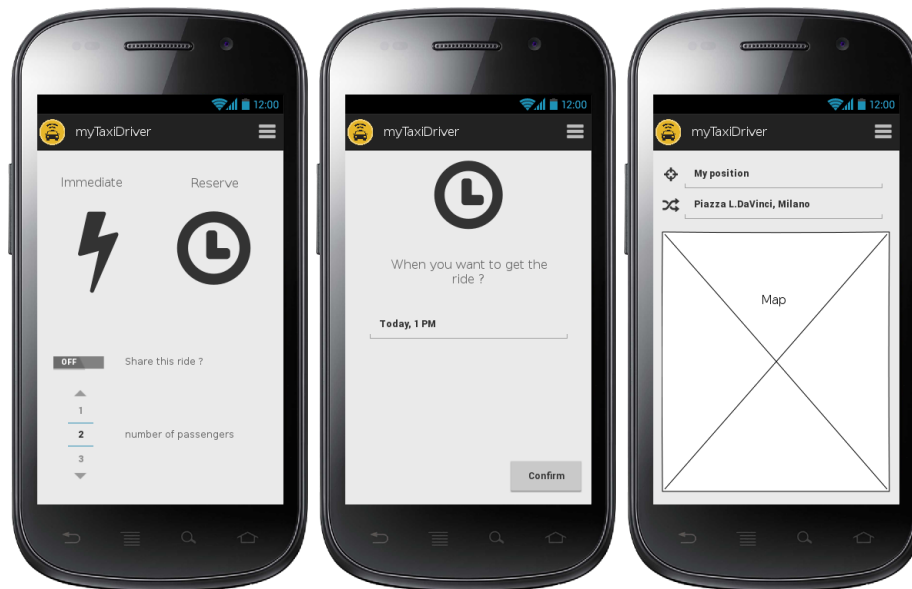 12:00
myTaxiDriver
Immediate
Reserve
OFF
Share this ride ?
1
2
number of passengers
3
12:00
myTaxiDriver
When you want to get the
ride ?
Today, 1 PM
Confirm
12:00
myTaxiDriver
My position
Piazza L.DaVinci, Milano
Map